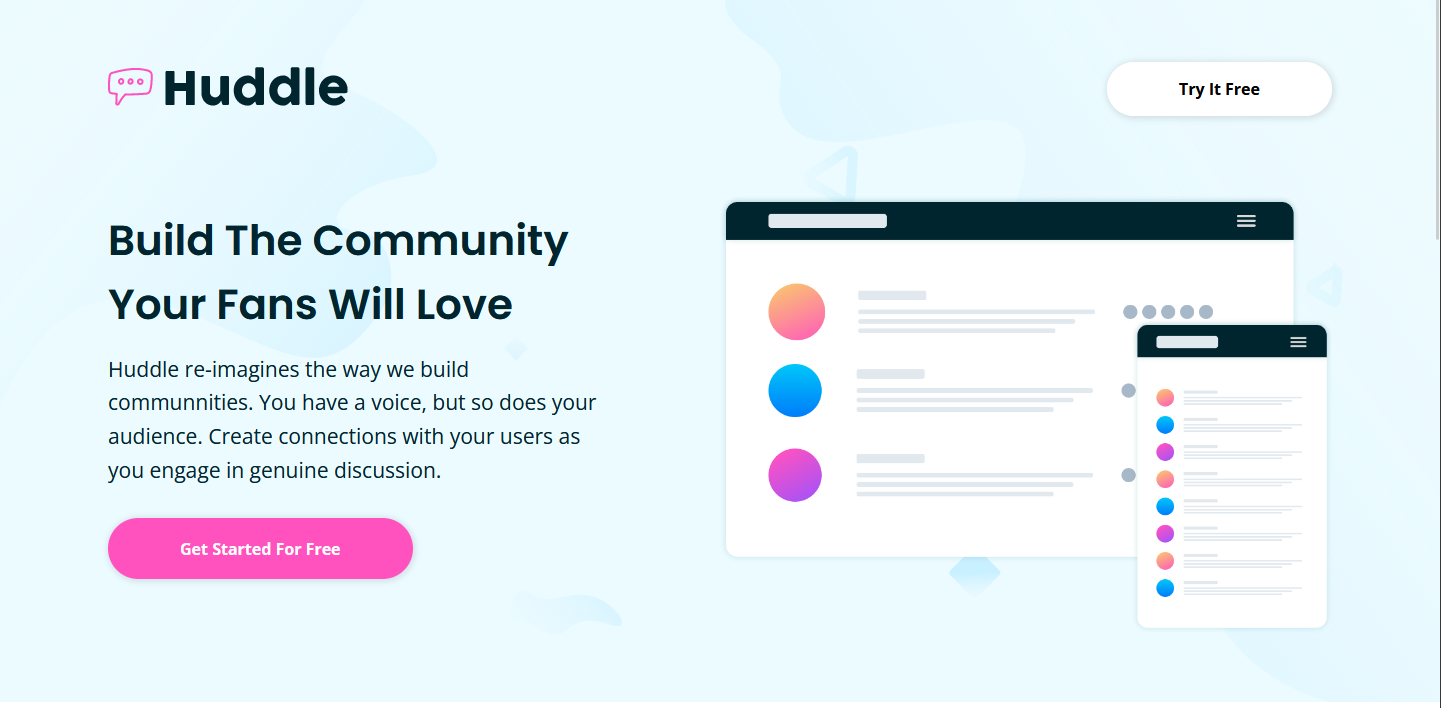 Huddle
Try It Free
Build The Community
Your Fans Will Love
Huddle re-imagines the way we build
communnities. You have a voice, but so does your
audience. Create connections with your users as
you engage in genuine discussion.
Get Started For Free